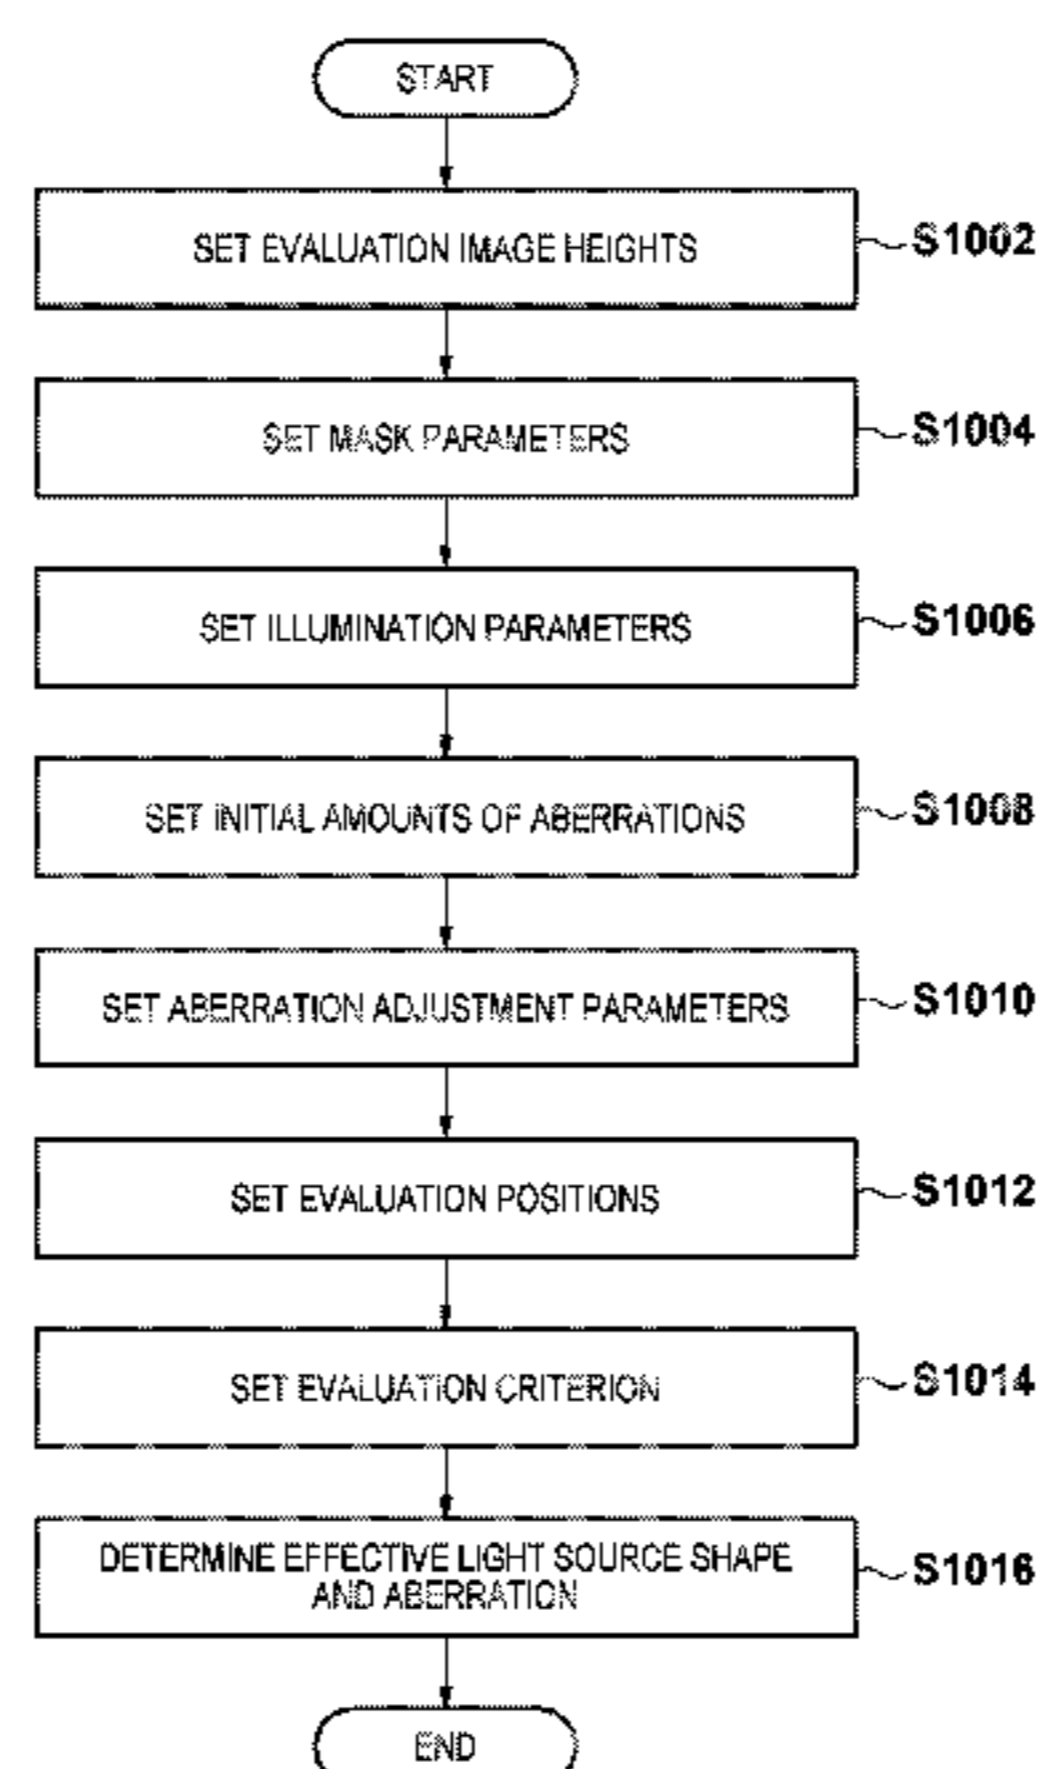 START
SET EVALUATION IMAGE HEIGHTS
S1002
SET MASK PARAMETERS
S1004
SET ILLUMINATION PARAMETERS
S1006
SET INITIAL AMOUNTS OF ABERRATIONS
S1008
SET ABERRATION ADJUSTMENT PARAMETERS
S1010
SET EVALUATION POSITIONS
S1012
SET EVALUATION CRITERION
S1014
DETERMINE EFFECTIVE LIGHT SOURCE SHAPE
AND ABERRATION
S1016
END